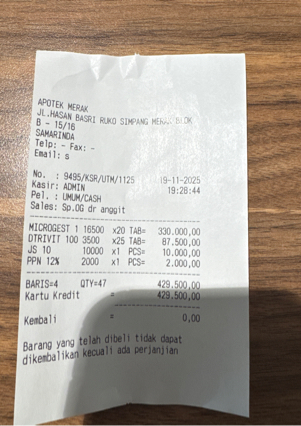 APOTEK MERAK
JL.HASAN BASRI RUKO SIMPANG MERAK BLOK
B - 15/16
SAMARINDA
Telp: - Fax: -
Email: s
No. : 9495/KSR/UTM/1125 19-11-2025
Kasir: ADMIN 19:28:44
Pel. : UMUM/CASH
Sales: Sp.OG dr anggit
MICROGEST 1 16500 x20 TAB= 330.000,00
DTRIVIT 100 3500 x25 TAB= 87.500,00
JS 10 10000 x1 PCS= 10.000,00
PPN 12% 2000 x1 PCS= 2.000,00
BARIS=4 QTY=47 429.500,00
Kartu Kredit = 429.500,00
Kembali = 0,00
Barang yang telah dibeli tidak dapat
dikembalikan kecuali ada perjanjian